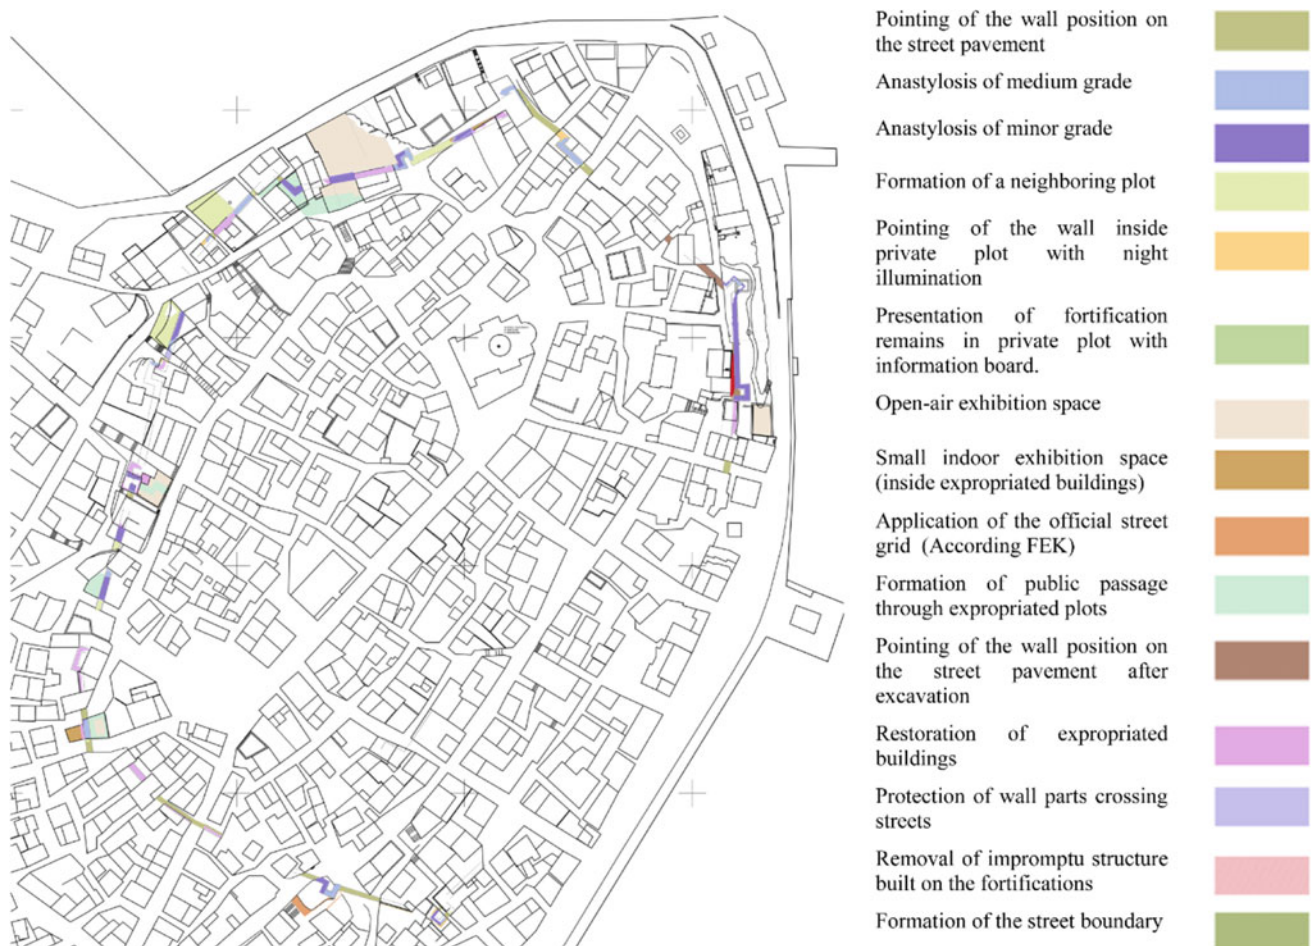 Pointing of the wall position on
the street pavement
Anastylosis of medium grade
Anastylosis of minor grade
Formation of a neighboring plot
Pointing of the wall inside
private plot with night
illumination
Presentation of fortification
remains in private plot with
information board.
Open-air exhibition space
Small indoor exhibition space
(inside expropriated buildings)
Application of the official street
grid (According FEK)
Formation of public passage
through expropriated plots
Pointing of the wall position on
the street pavement after
excavation
Restoration of expropriated
buildings
Protection of wall parts crossing
streets
Removal of impromptu structure
built on the fortifications
Formation of the street boundary